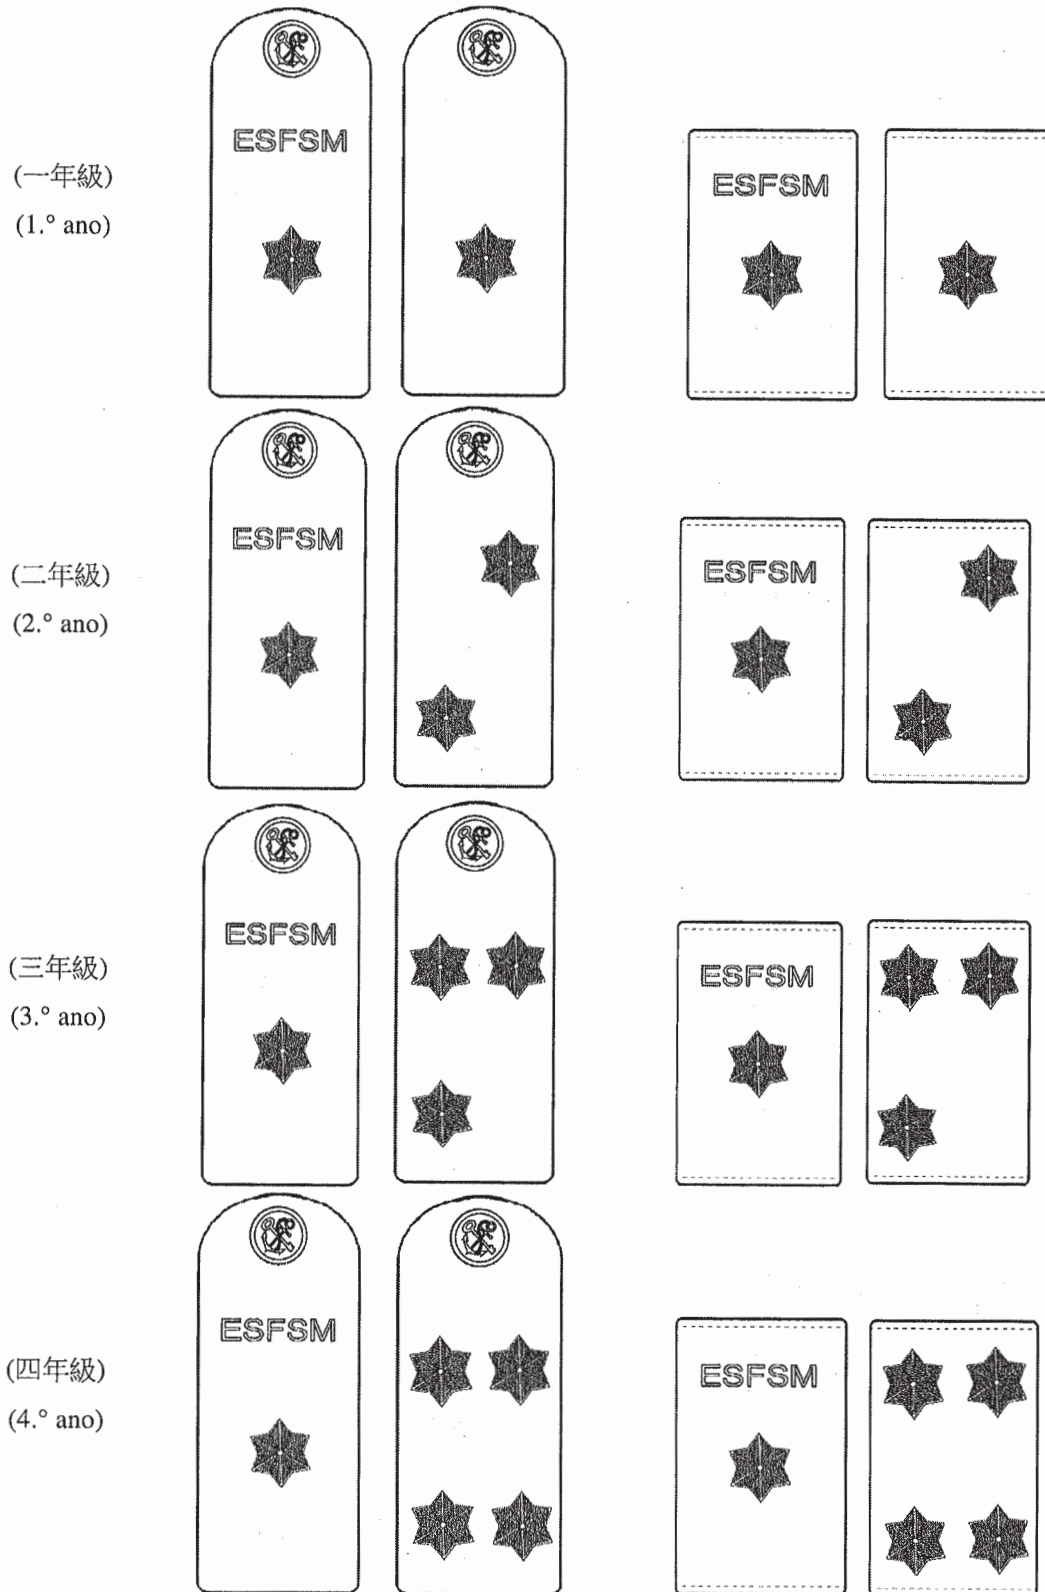 ESFSM
ESFSM
(一年級)
(1.º ano)
ESFSM
ESFSM
(二年級)
(2.º ano)
ESFSM
ESFSM
(三年級)
(3.º ano)
ESFSM
ESFSM
(四年級)
(4.º ano)